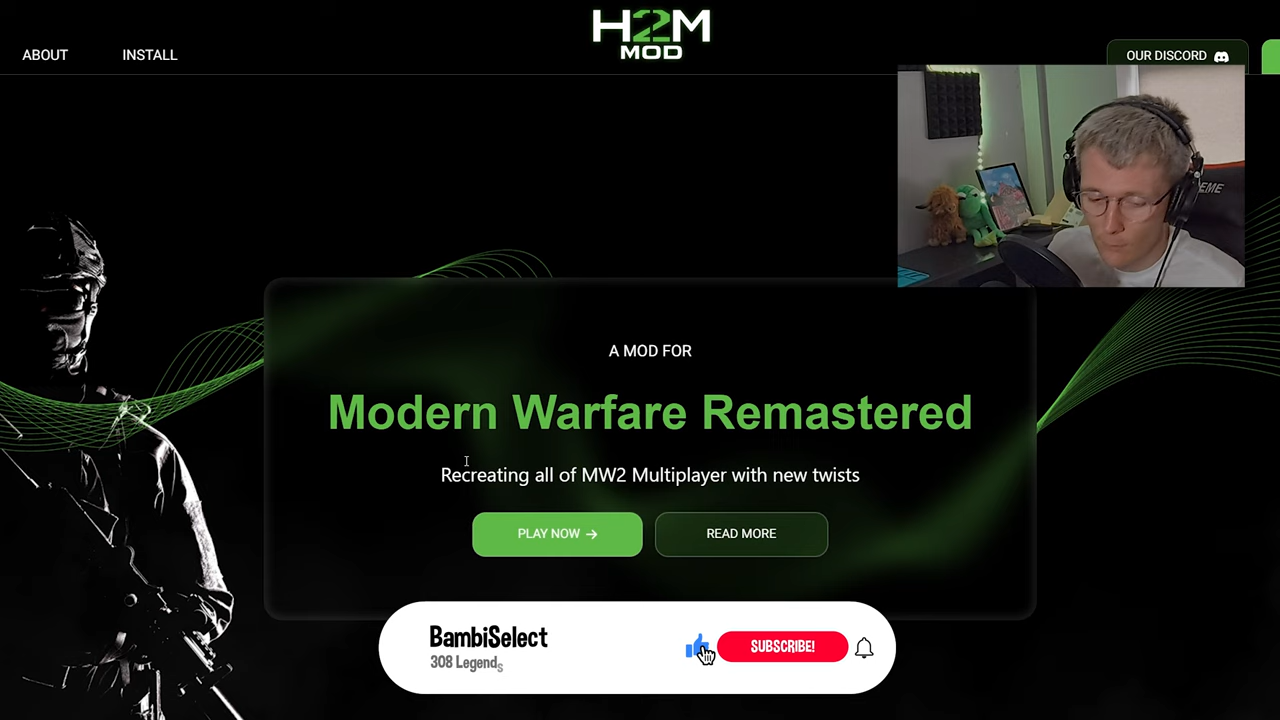 ABOUT
INSTALL
H2M
MOD
OUR DISCORD
EME
A MOD FOR
Modern Warfare Remastered
Recreating all of MW2 Multiplayer with new twists
PLAY NOW →
READ MORE
BambiSelect
308 Legends
SUBSCRIBE!